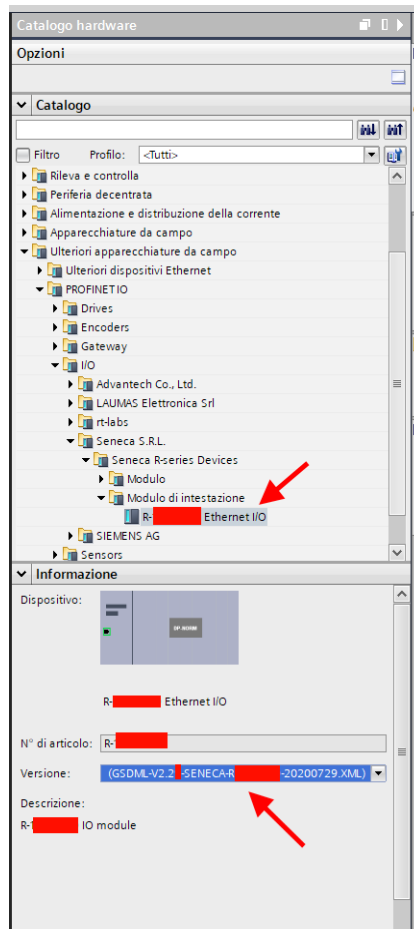 Catalogo hardware
Opzioni
Catalogo
Filtro Profilo: <Tutti>
Rileva e controlla
Periferia decentrata
Alimentazione e distribuzione della corrente
Apparecchiature da campo
Ulteriori apparecchiature da campo
Ulteriori dispositivi Ethernet
PROFINET IO
Drives
Encoders
Gateway
I/O
Advantech Co., Ltd.
LAUMAS Elettronica Srl
rt-labs
Seneca S.R.L.
Seneca R-series Devices
Modulo
Modulo di intestazione
R- Ethernet I/O
SIEMENS AG
Sensors
Informazione
Dispositivo:
DP-NORM
R- Ethernet I/O
N° di articolo: R-
Versione: (GSDML-V2.2 -SENECA-R -20200729.XML)
Descrizione:
R-1 IO module